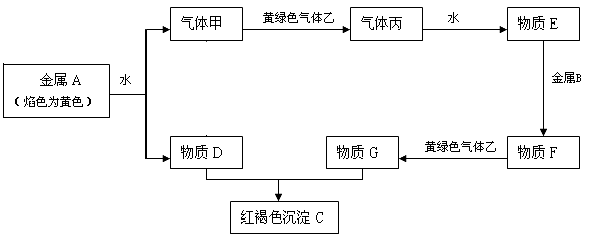 气体甲
黄绿色气体乙
气体丙
水
物质E
金属A
(焰色为黄色)
水
金属B
物质D
物质G
黄绿色气体乙
物质F
红褐色沉淀C